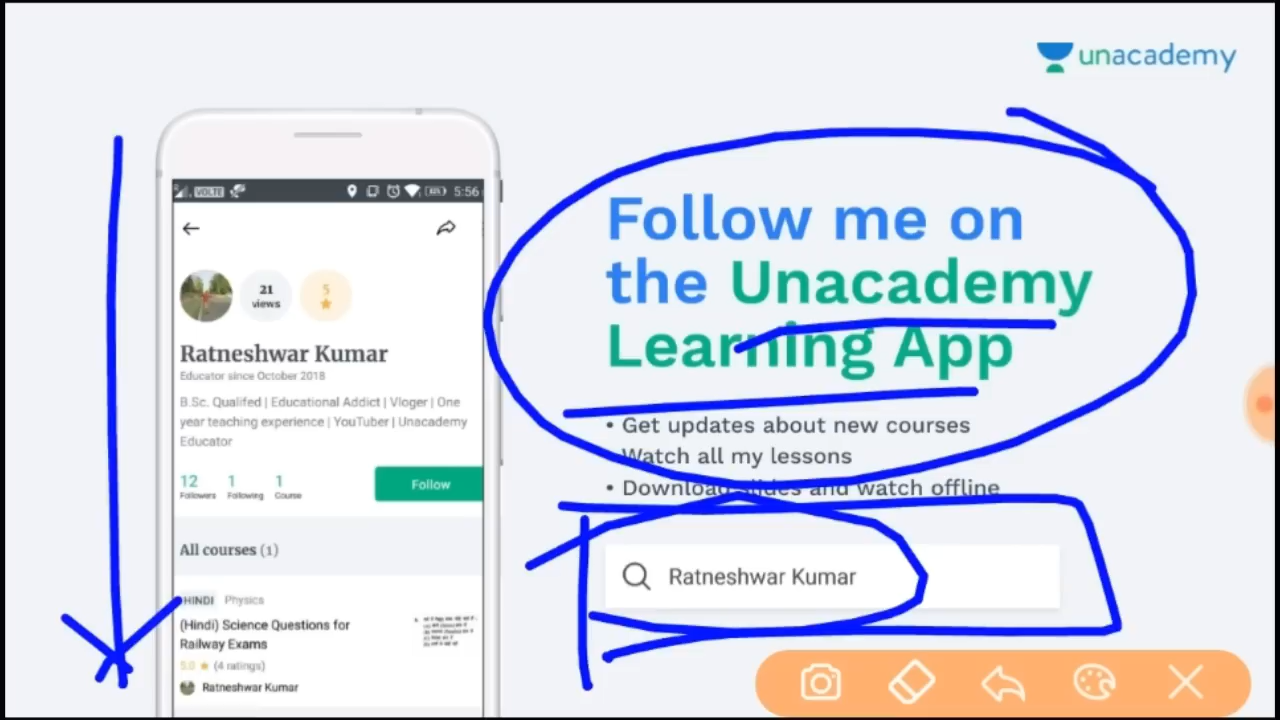 unacademy
VOLTE
5:56
21
views
5
Ratneshwar Kumar
Educator since October 2018
B.Sc. Qualifed | Educational Addict | Vloger | One
year teaching experience | YouTuber | Unacademy
Educator
12 1 1
Followers Following Course
Follow
All courses (1)
HINDI Physics
(Hindi) Science Questions for
Railway Exams
5.0 ★ (4 ratings)
Ratneshwar Kumar
Follow me on
the Unacademy
Learning App
• Get updates about new courses
• Watch all my lessons
• Download slides and watch offline
Ratneshwar Kumar